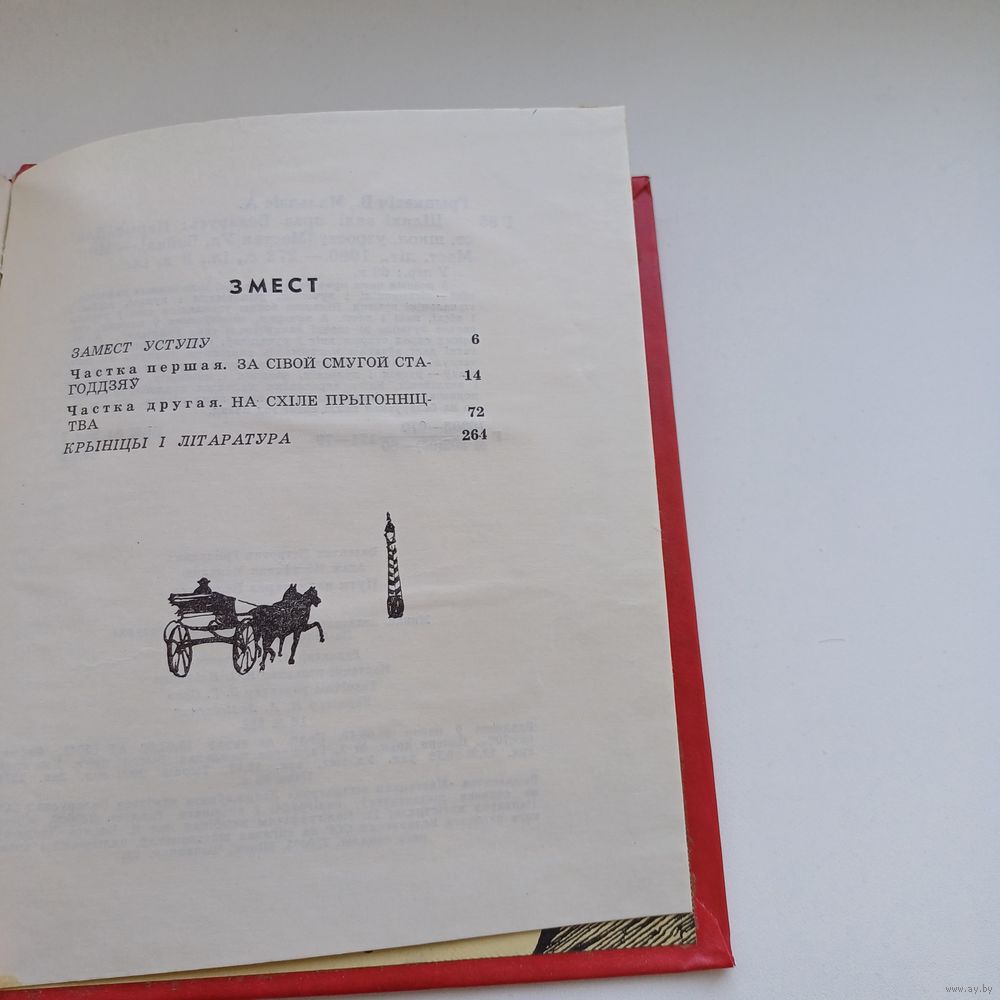 ЗМЕСТ
ЗАМЕСТ УСТУПУ 6
Частка першая. ЗА СІВОЙ СМУГОЙ СТА-
ГОДДЗЯЎ 14
Частка другая. НА СХІЛЕ ПРЫГОННІЦ-
ТВА 72
КРЫНІЦЫ І ЛІТАРАТУРА 264
www.ay.by